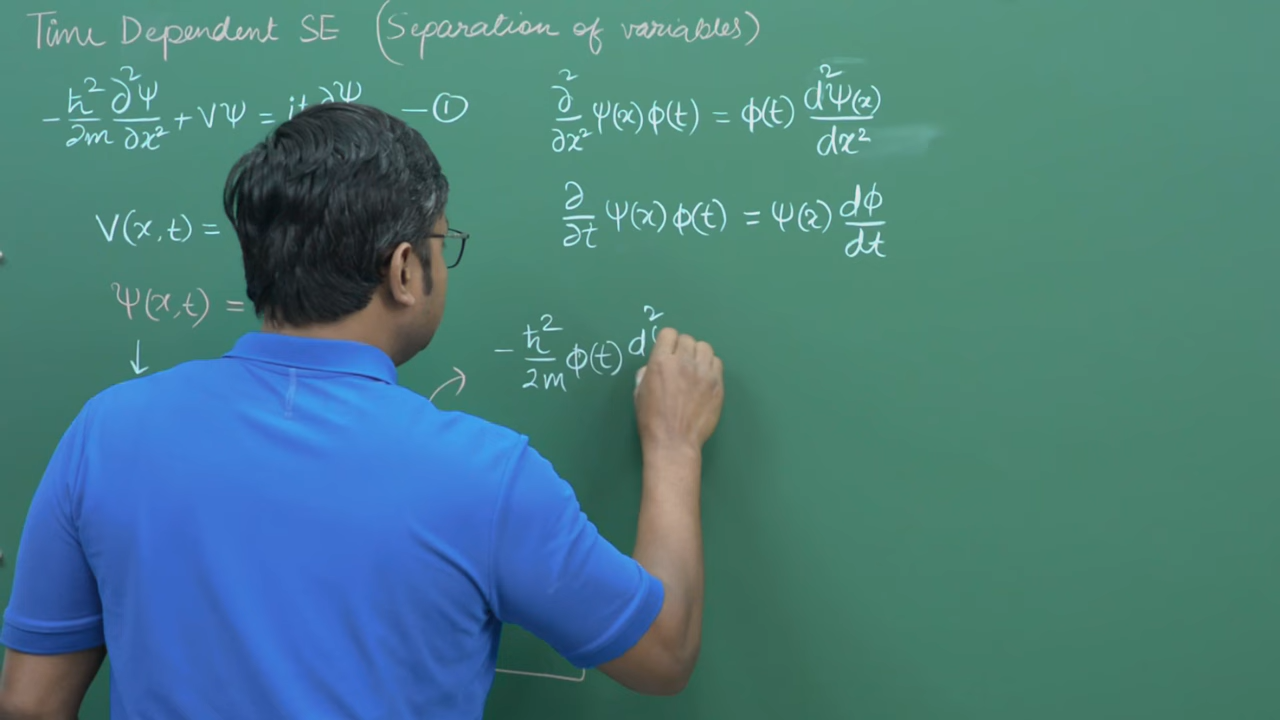 Time Dependent SE (Separation of variables)
-ħ²/2m ∂²Ψ/∂x² + VΨ = iħ ∂Ψ — ①
V(x,t) =
Ψ(x,t) =
↓
∂²/∂x² Ψ(x)ϕ(t) = ϕ(t) d²Ψ(x)/dx²
∂/∂t Ψ(x)ϕ(t) = Ψ(x) dϕ/dt
-ħ²/2m ϕ(t) d²